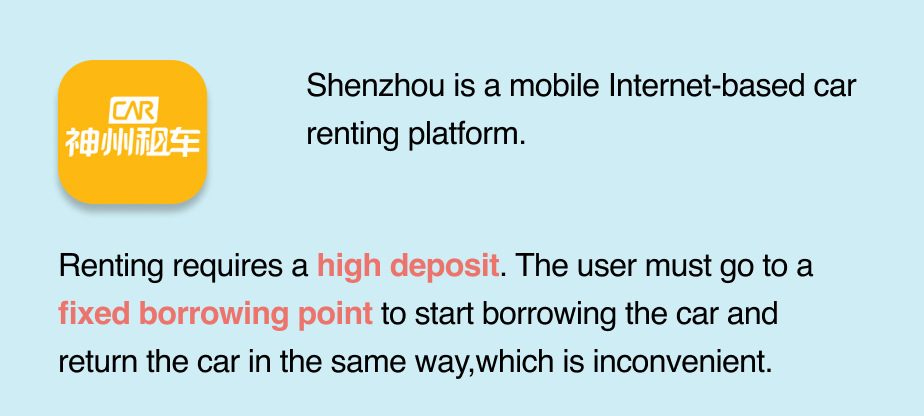 CAR
神州租车
Shenzhou is a mobile Internet-based car
renting platform.
Renting requires a high deposit. The user must go to a
fixed borrowing point to start borrowing the car and
return the car in the same way,which is inconvenient.